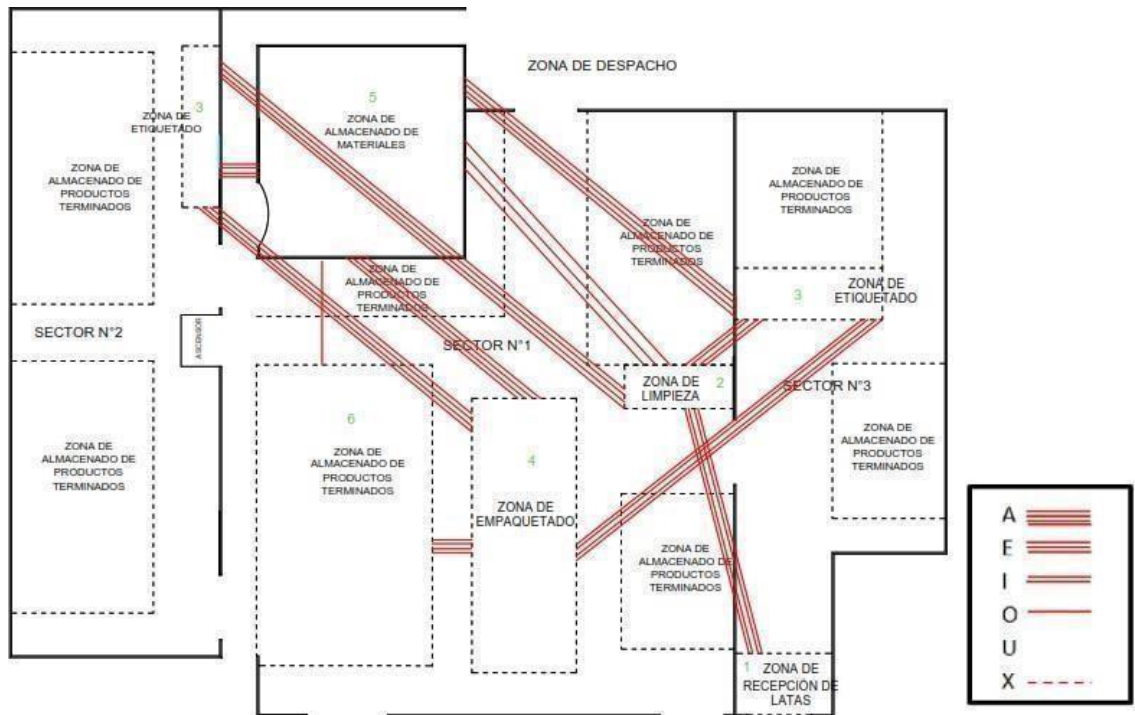 ZONA DE DESPACHO
3
ZONA DE
ETIQUETADO
5
ZONA DE
ALMACENADO DE
MATERIALES
ZONA DE
ALMACENADO DE
PRODUCTOS
TERMINADOS
ZONA DE
ALMACENADO DE
PRODUCTOS
TERMINADOS
ZONA DE
ALMACENADO DE
PRODUCTOS
TERMINADOS
ZONA DE
ALMACENADO DE
PRODUCTOS
TERMINADOS
3
ZONA DE
ETIQUETADO
SECTOR N°2
ASCENSOR
SECTOR N°1
ZONA DE
LIMPIEZA
2
SECTOR N°3
6
ZONA DE
ALMACENADO DE
PRODUCTOS
TERMINADOS
4
ZONA DE
EMPAQUETADO
ZONA DE
ALMACENADO DE
PRODUCTOS
TERMINADOS
ZONA DE
ALMACENADO DE
PRODUCTOS
TERMINADOS
ZONA DE
ALMACENADO DE
PRODUCTOS
TERMINADOS
1
ZONA DE
RECEPCIÓN DE
LATAS
A
E
I
O
U
X